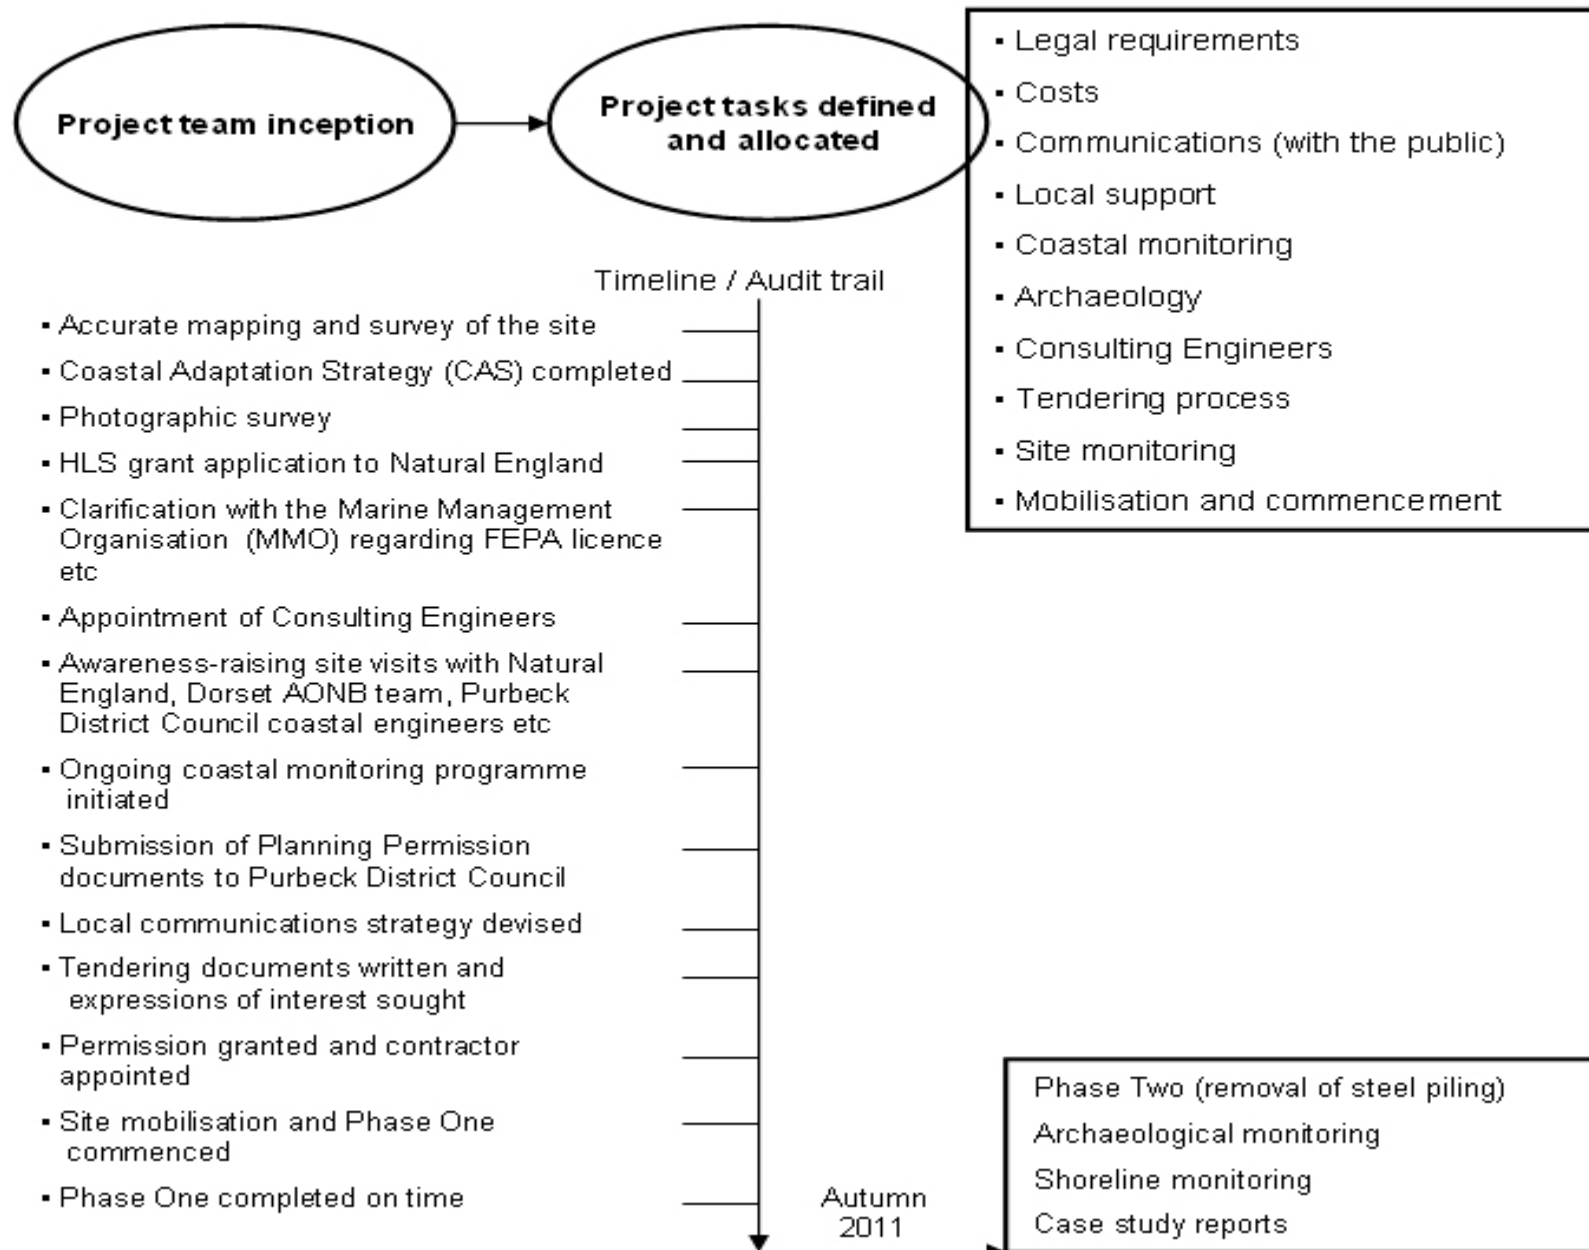 Project team inception
Project tasks defined
and allocated
▪ Legal requirements
▪ Costs
▪ Communications (with the public)
▪ Local support
▪ Coastal monitoring
▪ Archaeology
▪ Consulting Engineers
▪ Tendering process
▪ Site monitoring
▪ Mobilisation and commencement
Timeline / Audit trail
▪ Accurate mapping and survey of the site
▪ Coastal Adaptation Strategy (CAS) completed
▪ Photographic survey
▪ HLS grant application to Natural England
▪ Clarification with the Marine Management
Organisation (MMO) regarding FEPA licence
etc
▪ Appointment of Consulting Engineers
▪ Awareness-raising site visits with Natural
England, Dorset AONB team, Purbeck
District Council coastal engineers etc
▪ Ongoing coastal monitoring programme
initiated
▪ Submission of Planning Permission
documents to Purbeck District Council
▪ Local communications strategy devised
▪ Tendering documents written and
expressions of interest sought
▪ Permission granted and contractor
appointed
▪ Site mobilisation and Phase One
commenced
▪ Phase One completed on time
Autumn
2011
Phase Two (removal of steel piling)
Archaeological monitoring
Shoreline monitoring
Case study reports